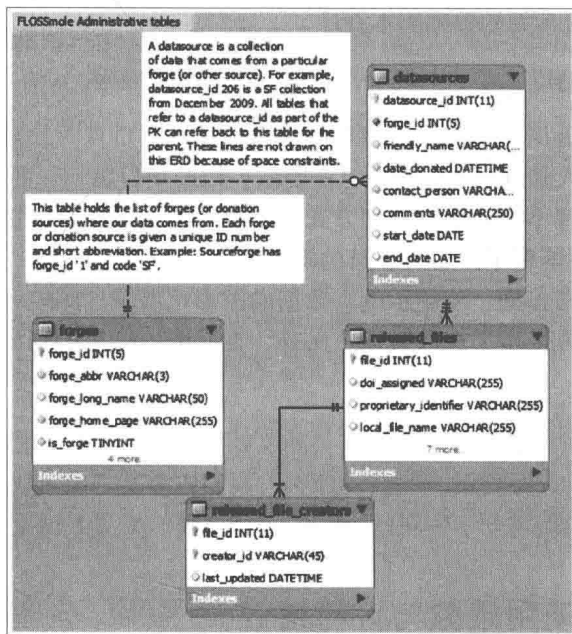 FLOSSmole Administrative tables
A datasource is a collection
of data that comes from a particular
forge (or other source). For example,
datasource_id 206 is a SF collection
from December 2009. All tables that
refer to a datasource_id as part of the
PK can refer back to this table for the
parent. These lines are not drawn on
this ERD because of space constraints.
datasources
datasource_id INT(11)
forge_id INT(5)
friendly_name VARCHAR(...
date_donated DATETIME
contact_person VARCHA...
comments VARCHAR(250)
start_date DATE
end_date DATE
Indexes
This table holds the list of forges (or donation
sources) where our data comes from. Each forge
or donation source is given a unique ID number
and short abbreviation. Example: Sourceforge has
forge_id '1' and code 'SF'.
forges
forge_id INT(5)
forge_abbr VARCHAR(3)
forge_long_name VARCHAR(50)
forge_home_page VARCHAR(255)
is_forge TINYINT
4 more...
Indexes
released_files
file_id INT(11)
doi_assigned VARCHAR(255)
proprietary_identifier VARCHAR(255)
local_file_name VARCHAR(255)
7 more...
Indexes
released_file_creators
file_id INT(11)
creator_id VARCHAR(45)
last_updated DATETIME
Indexes